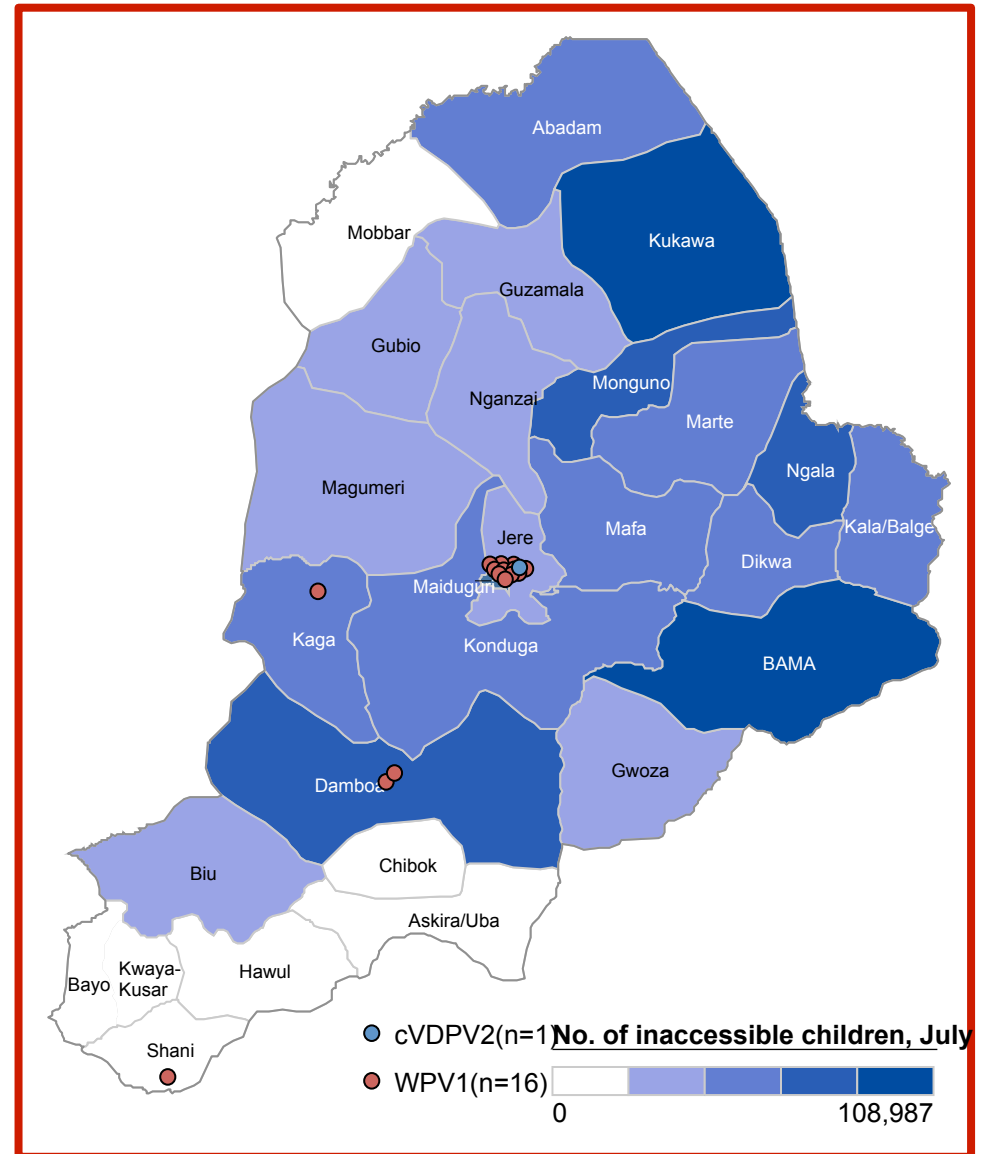 Abadam
Mobbar
Kukawa
Guzamala
Gubio
Monguno
Nganzai
Marte
Ngala
Magumeri
Kala/Balge
Mafa
Jere
Dikwa
Maiduguri
Kaga
Konduga
BAMA
Gwoza
Damboa
Chibok
Biu
Askira/Uba
Kwaya-
Kusar
Hawul
Bayo
Shani
cVDPV2(n=1)
No. of inaccessible children, July
WPV1(n=16)
0
108,987